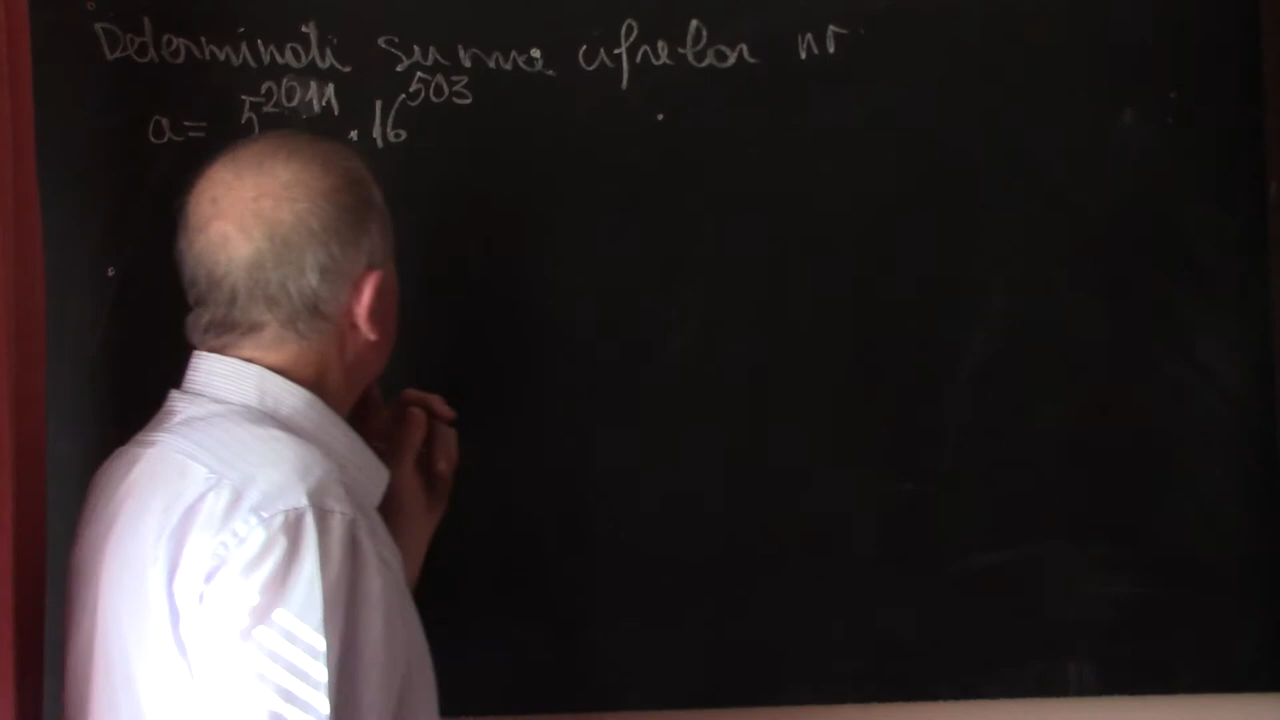 Determinati suma cifrelor nr
a = 5^2011 · 16^503